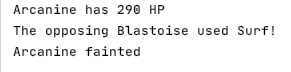 Arcanine has 290 HP
The opposing Blastoise used Surf!
Arcanine fainted